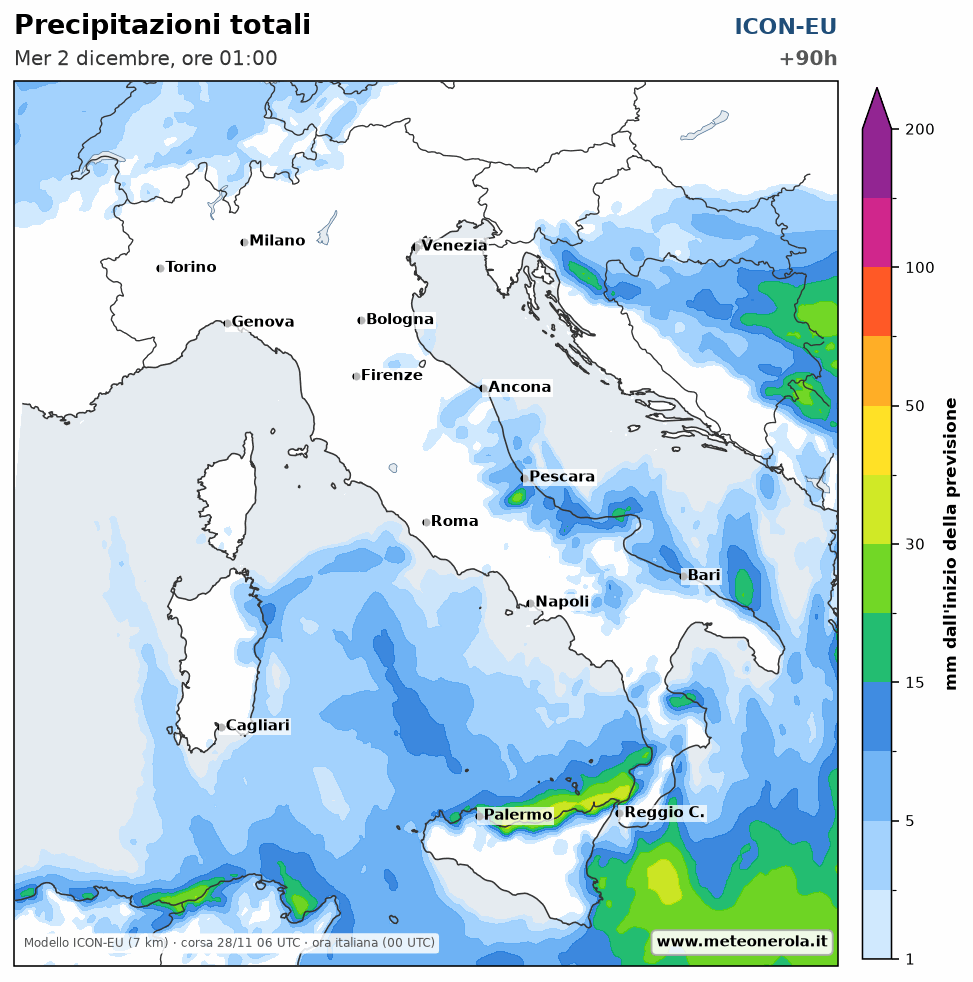 Precipitazioni totali
ICON-EU
Mer 2 dicembre, ore 01:00
+90h
Milano
Venezia
Torino
Genova
Bologna
Firenze
Ancona
Pescara
Roma
Bari
Napoli
Cagliari
Palermo
Reggio C.
200
100
50
30
15
5
1
mm dall'inizio della previsione
Modello ICON-EU (7 km) · corsa 28/11 06 UTC · ora italiana (00 UTC)
www.meteonerola.it